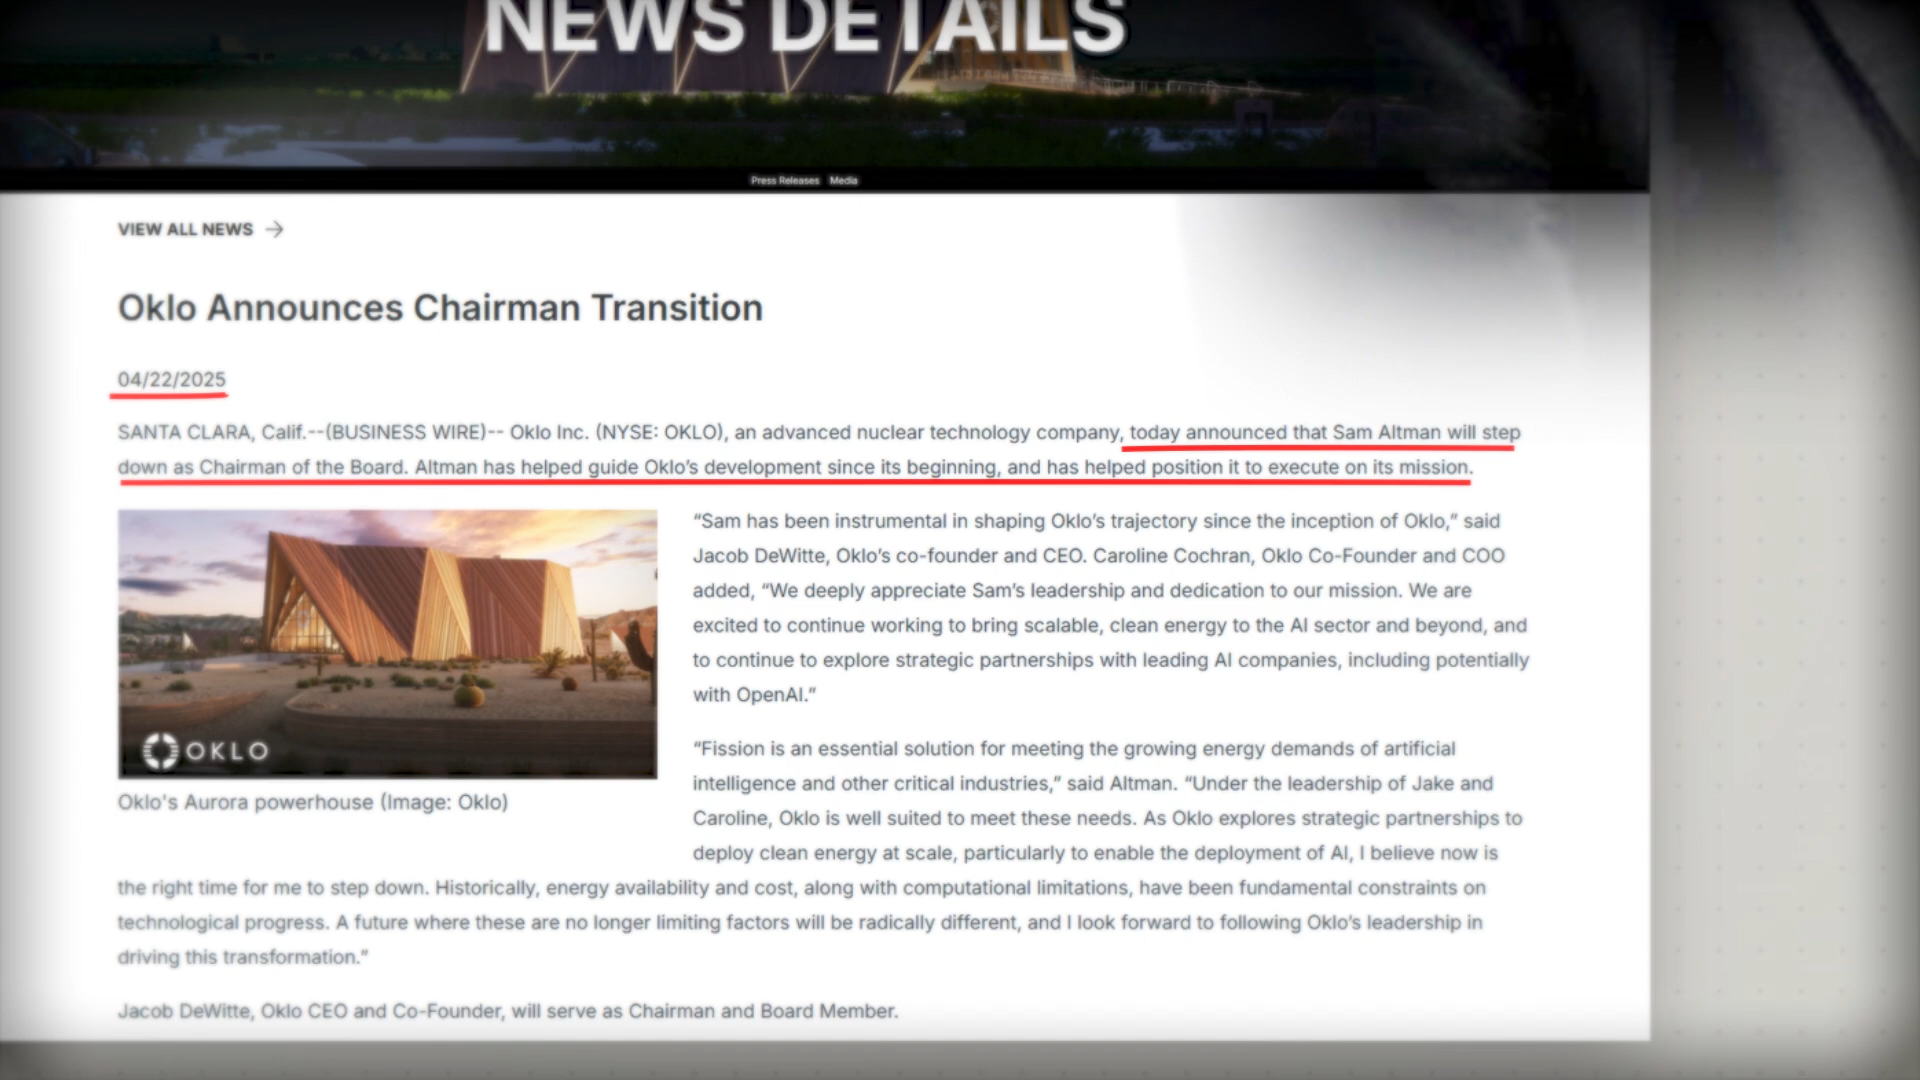 NEWS DETAILS
Press Releases Media
VIEW ALL NEWS →
Oklo Announces Chairman Transition
04/22/2025
SANTA CLARA, Calif.--(BUSINESS WIRE)-- Oklo Inc. (NYSE: OKLO), an advanced nuclear technology company, today announced that Sam Altman will step
down as Chairman of the Board. Altman has helped guide Oklo’s development since its beginning, and has helped position it to execute on its mission.
“Sam has been instrumental in shaping Oklo’s trajectory since the inception of Oklo,” said
Jacob DeWitte, Oklo’s co-founder and CEO. Caroline Cochran, Oklo Co-Founder and COO
added, “We deeply appreciate Sam’s leadership and dedication to our mission. We are
excited to continue working to bring scalable, clean energy to the AI sector and beyond, and
to continue to explore strategic partnerships with leading AI companies, including potentially
with OpenAI.”
OKLO
Oklo's Aurora powerhouse (Image: Oklo)
“Fission is an essential solution for meeting the growing energy demands of artificial
intelligence and other critical industries,” said Altman. “Under the leadership of Jake and
Caroline, Oklo is well suited to meet these needs. As Oklo explores strategic partnerships to
deploy clean energy at scale, particularly to enable the deployment of AI, I believe now is
the right time for me to step down. Historically, energy availability and cost, along with computational limitations, have been fundamental constraints on
technological progress. A future where these are no longer limiting factors will be radically different, and I look forward to following Oklo’s leadership in
driving this transformation.”
Jacob DeWitte, Oklo CEO and Co-Founder, will serve as Chairman and Board Member.